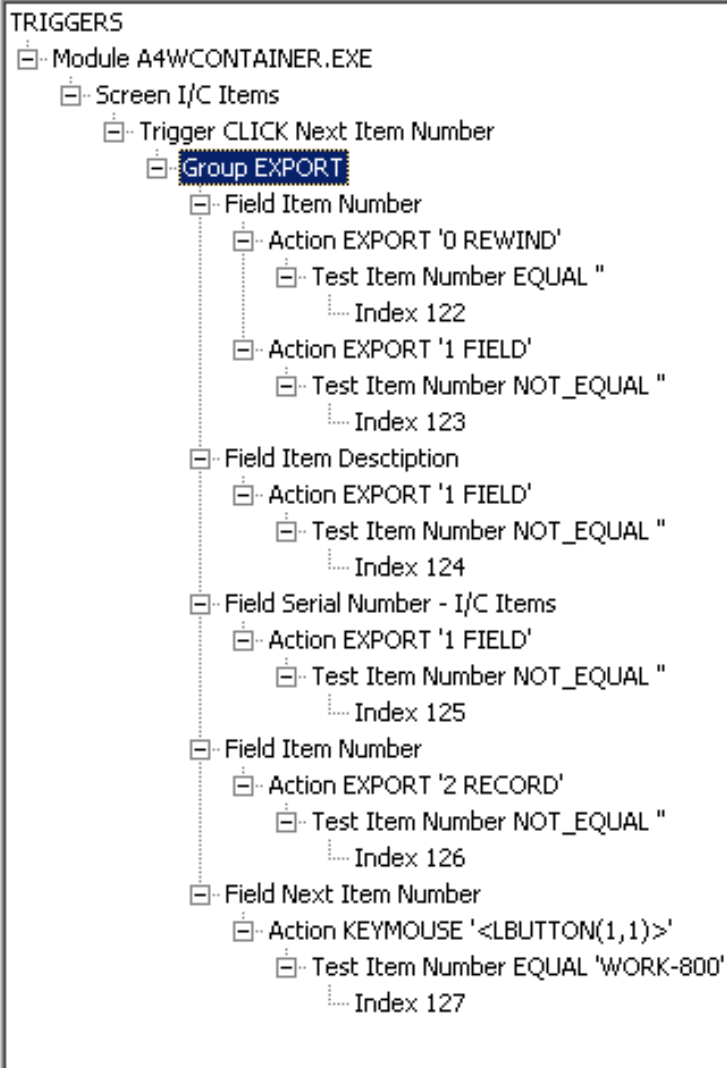 TRIGGERS
Module A4WCONTAINER.EXE
Screen I/C Items
Trigger CLICK Next Item Number
Group EXPORT
Field Item Number
Action EXPORT '0 REWIND'
Test Item Number EQUAL ''
Index 122
Action EXPORT '1 FIELD'
Test Item Number NOT_EQUAL ''
Index 123
Field Item Desctiption
Action EXPORT '1 FIELD'
Test Item Number NOT_EQUAL ''
Index 124
Field Serial Number - I/C Items
Action EXPORT '1 FIELD'
Test Item Number NOT_EQUAL ''
Index 125
Field Item Number
Action EXPORT '2 RECORD'
Test Item Number NOT_EQUAL ''
Index 126
Field Next Item Number
Action KEYMOUSE '<LBUTTON(1,1)>'
Test Item Number EQUAL 'WORK-800'
Index 127